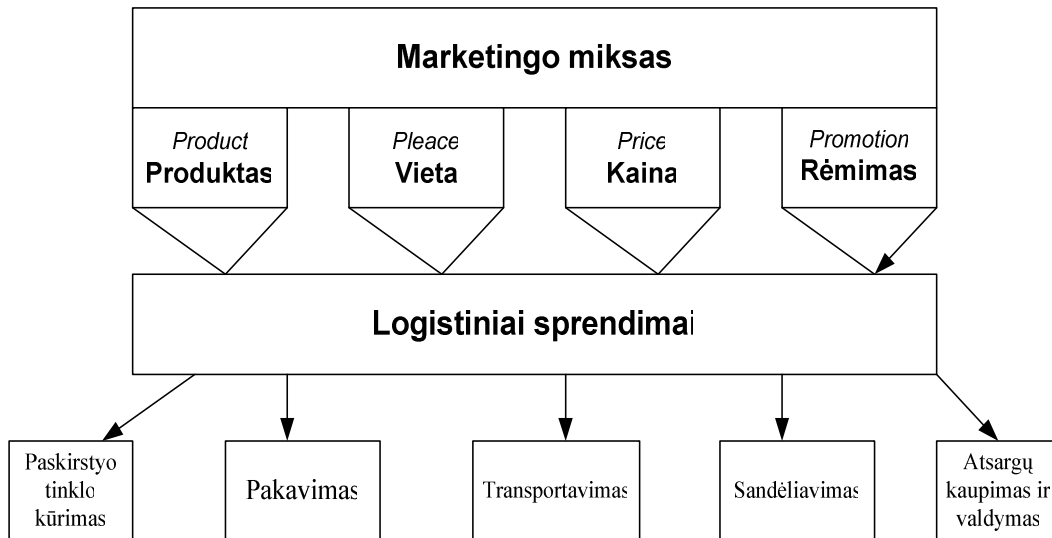 Marketingo miksas
Product
Produktas
Pleace
Vieta
Price
Kaina
Promotion
Rėmimas
Logistiniai sprendimai
Paskirstyo
tinklo
kūrimas
Pakavimas
Transportavimas
Sandėliavimas
Atsargų
kaupimas ir
valdymas